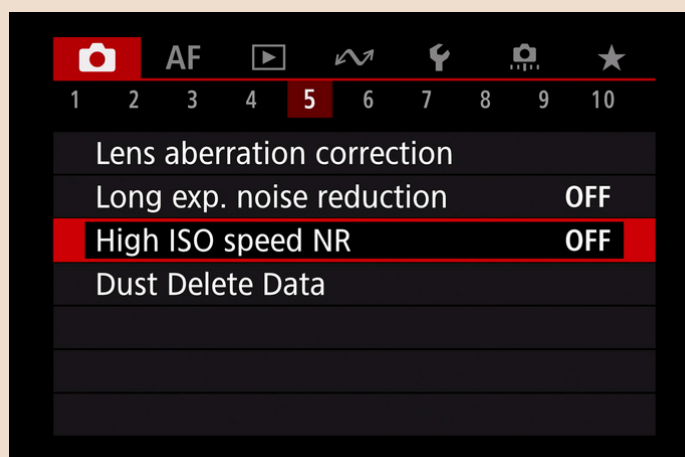 AF
1 2 3 4 5 6 7 8 9 10
Lens aberration correction
Long exp. noise reduction OFF
High ISO speed NR OFF
Dust Delete Data